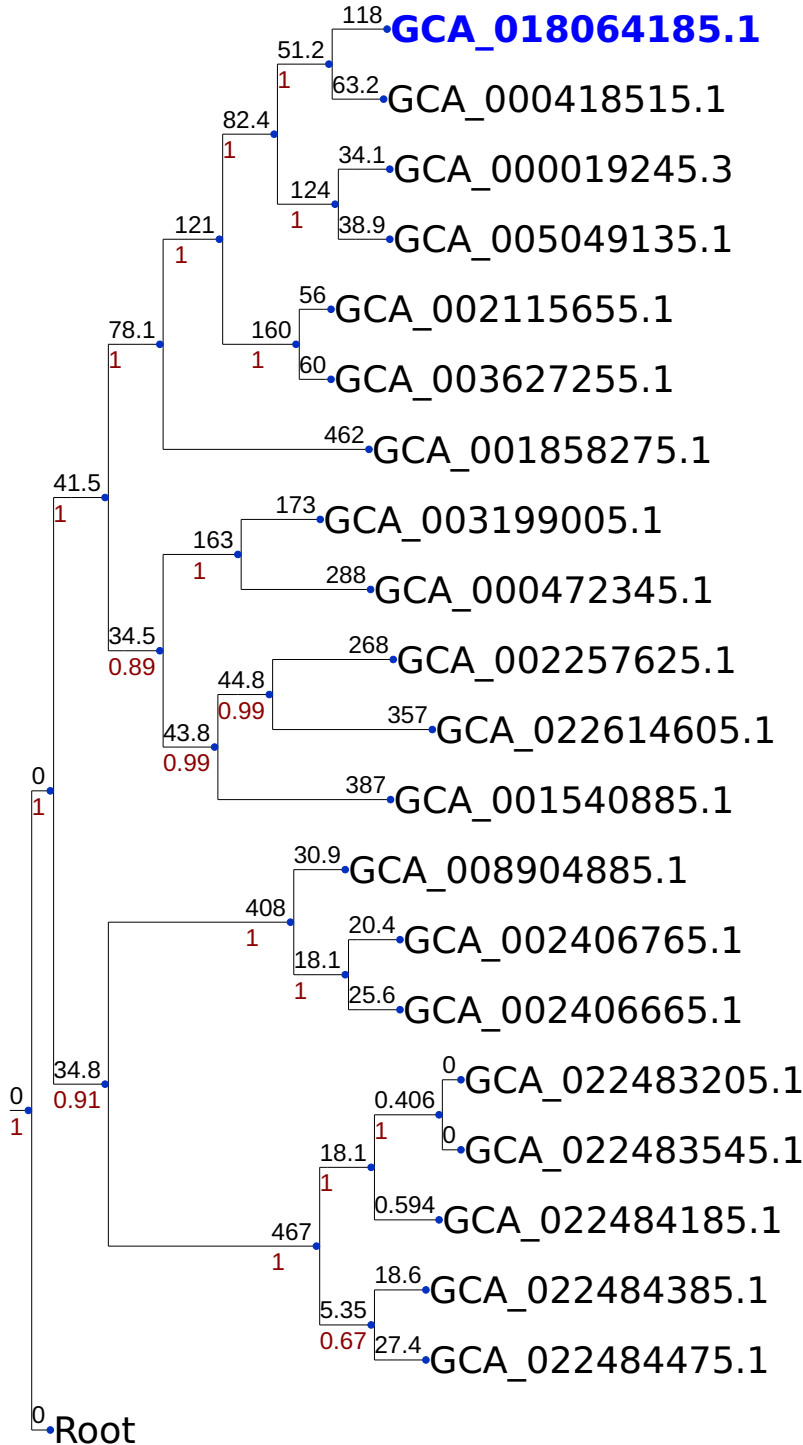 118
GCA_018064185.1
51.2
1
63.2
GCA_000418515.1
82.4
1
34.1
GCA_000019245.3
124
1
38.9
GCA_005049135.1
121
1
56
GCA_002115655.1
160
1
60
GCA_003627255.1
78.1
1
462
GCA_001858275.1
41.5
1
173
GCA_003199005.1
163
1
288
GCA_000472345.1
34.5
0.89
268
GCA_002257625.1
44.8
0.99
357
GCA_022614605.1
43.8
0.99
387
GCA_001540885.1
0
1
30.9
GCA_008904885.1
408
1
20.4
GCA_002406765.1
18.1
1
25.6
GCA_002406665.1
34.8
0.91
0
1
0
GCA_022483205.1
0.406
1
0
GCA_022483545.1
18.1
1
0.594
GCA_022484185.1
467
1
18.6
GCA_022484385.1
5.35
0.67
27.4
GCA_022484475.1
0
Root